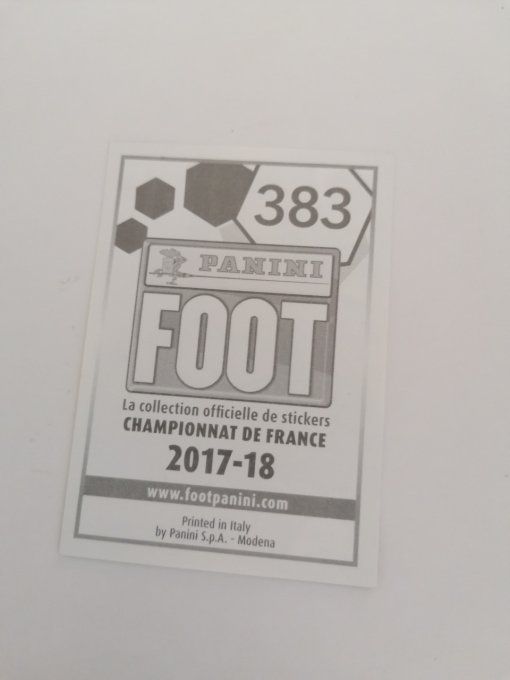 383
PANINI
FOOT
La collection officielle de stickers
CHAMPIONNAT DE FRANCE
2017-18
www.footpanini.com
Printed in Italy
by Panini S.p.A. - Modena